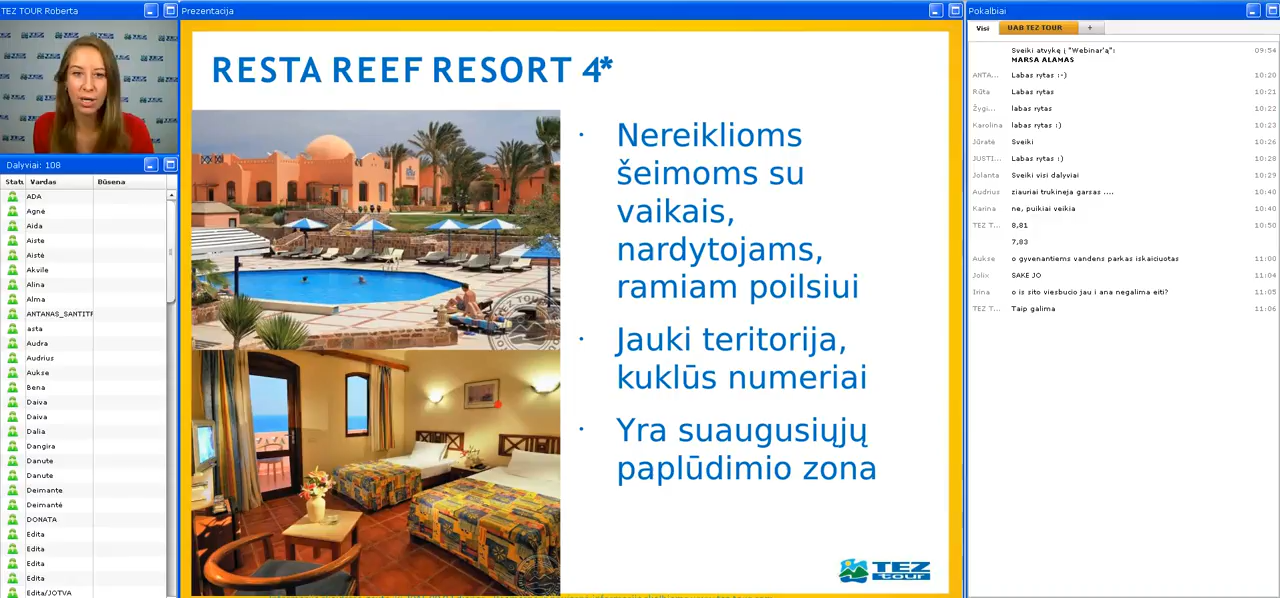 TEZ TOUR Roberta
Dalyviai: 108
Vardas Būsena
ADA
Agnė
Aida
Aiste
Aistė
Akvile
Alina
Alma
asta
Audra
Audrius
Aukse
Bena
Daiva
Daiva
Dalia
Dangira
Danute
Danute
Deimante
Deimantė
DONATA
Edita
Edita
Edita
Edita
Edita/JOTVA
Prezentacija
RESTA REEF RESORT 4*
· Nereiklioms
šeimoms su
vaikais,
nardytojams,
ramiam poilsiui
· Jauki teritorija,
kuklūs numeriai
· Yra suaugusiųjų
paplūdimio zona
TEZ
TOUR
Pokalbiai
Visi UAB TEZ TOUR +
Sveiki atvykę į "Webinar'ą": 09:54
MARSA ALAMAS
ANTA... Labas rytas :-) 10:20
Rūta Labas rytas 10:21
Žygi... labas rytas 10:22
Karolina labas rytas :) 10:23
Jūratė Sveiki 10:26
JUSTI... Labas rytas :) 10:28
Jolanta Sveiki visi dalyviai 10:29
Audrius ziauriai trukineja garsas .... 10:40
Karina ne, puikiai veikia 10:40
TEZ T... 8,81 10:50
7,83
Aukse o gyvenantiems vandens parkas iskaiciuotas 11:00
Jolix SAKE JO 11:04
Irina o is sito viesbucio jau i ana negalima eiti? 11:05
TEZ T... Taip galima 11:06